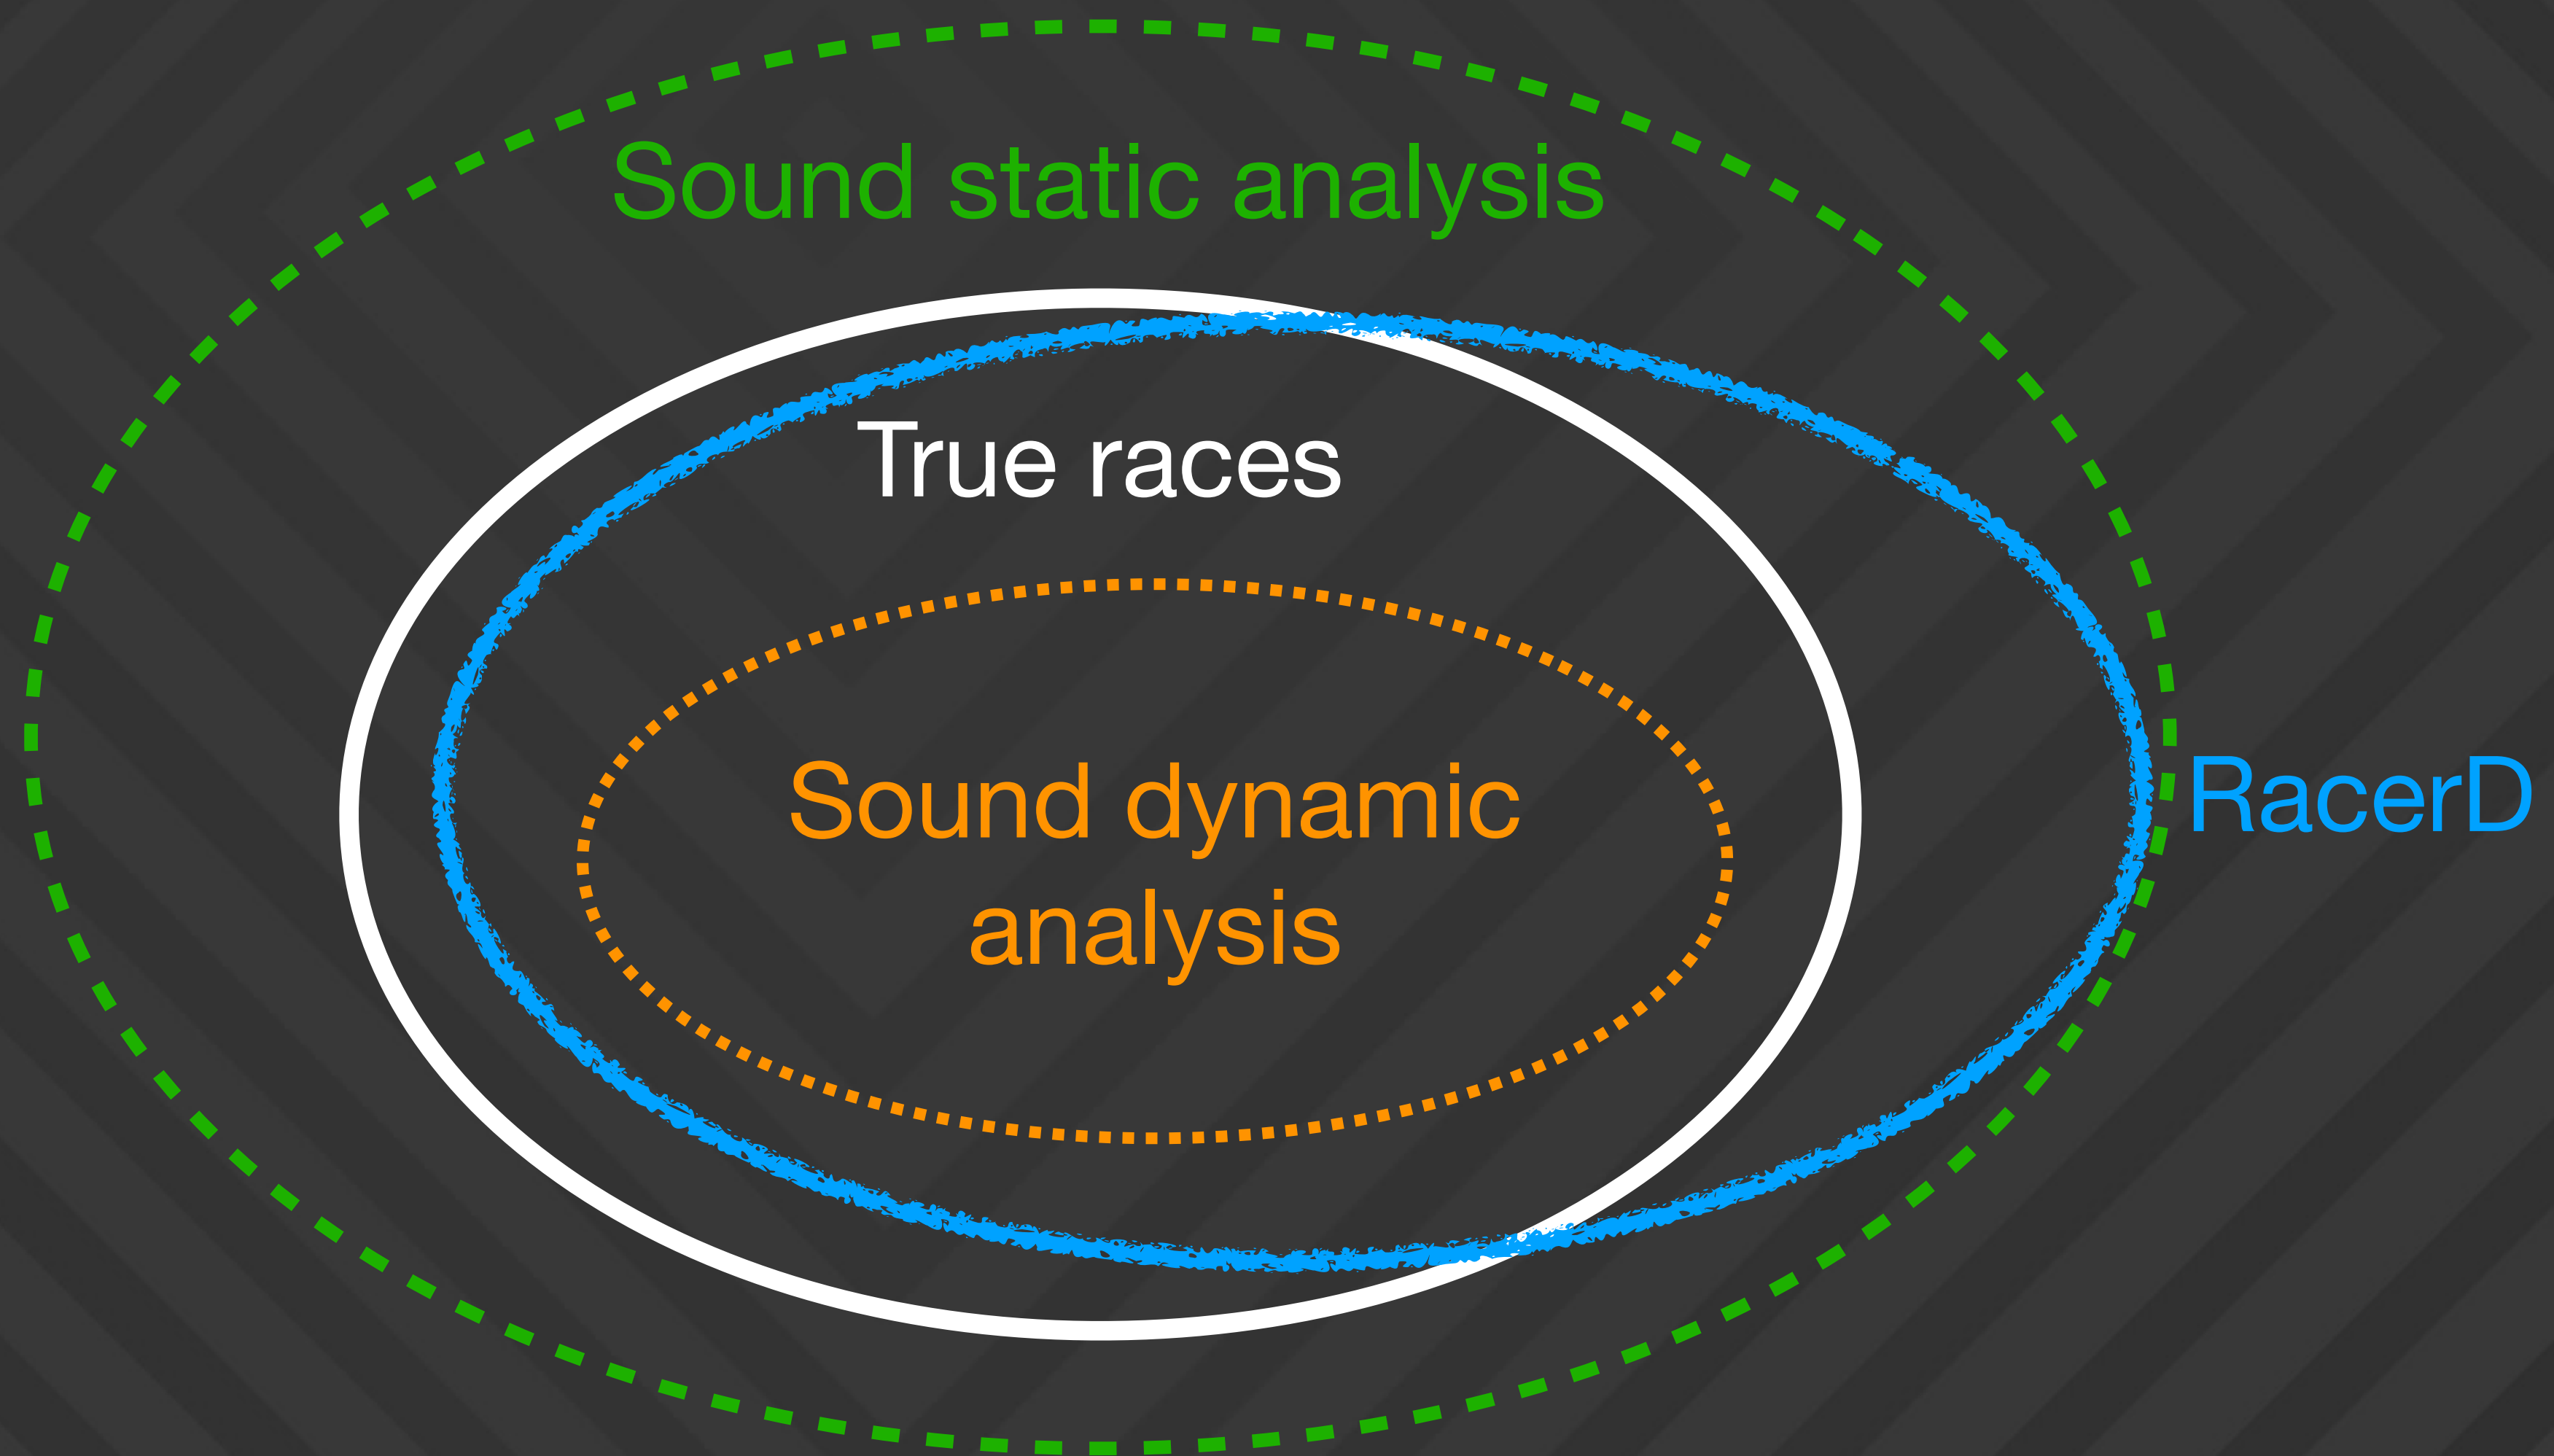 Sound static analysis
True races
Sound dynamic
analysis
RacerD